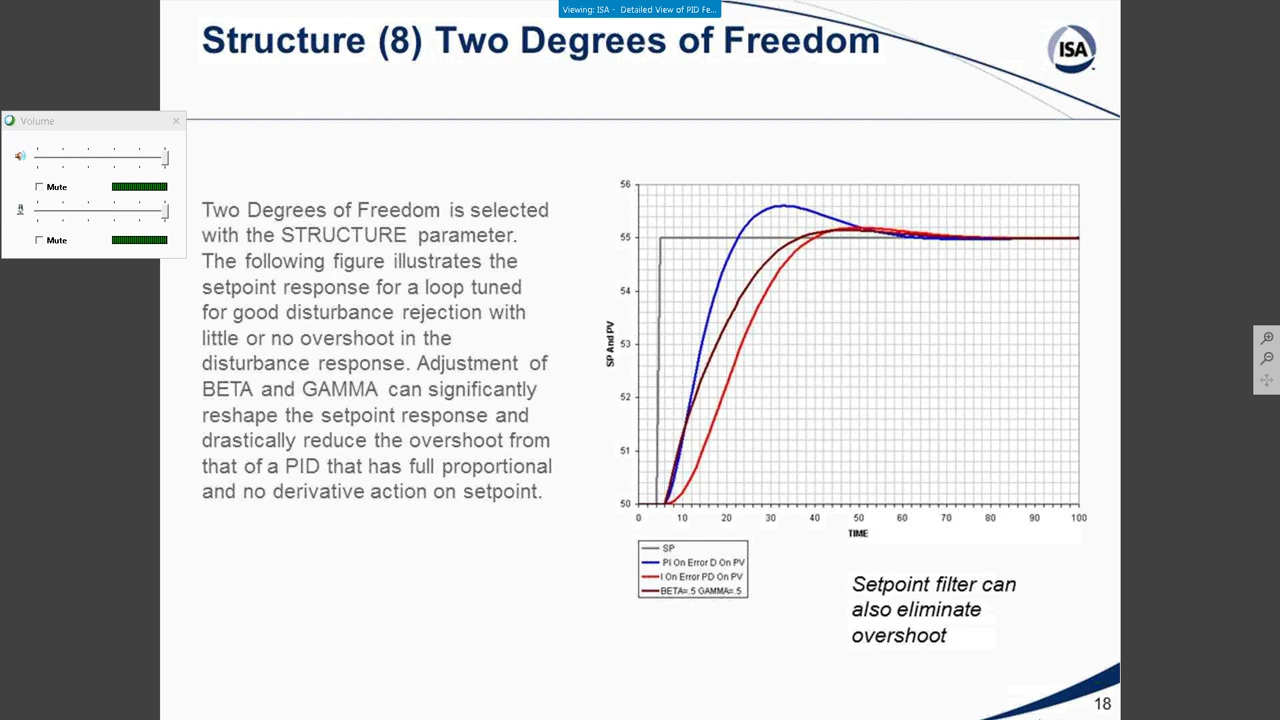 Viewing: ISA - Detailed View of PID Fe...
Structure (8) Two Degrees of Freedom
ISA
Volume
Mute
Mute
Two Degrees of Freedom is selected
with the STRUCTURE parameter.
The following figure illustrates the
setpoint response for a loop tuned
for good disturbance rejection with
little or no overshoot in the
disturbance response. Adjustment of
BETA and GAMMA can significantly
reshape the setpoint response and
drastically reduce the overshoot from
that of a PID that has full proportional
and no derivative action on setpoint.
56
55
54
53
52
51
50
SP And PV
0 10 20 30 40 50 60 70 80 90 100
TIME
SP
PI On Error D On PV
I On Error PD On PV
BETA=.5 GAMMA=.5
Setpoint filter can
also eliminate
overshoot
18